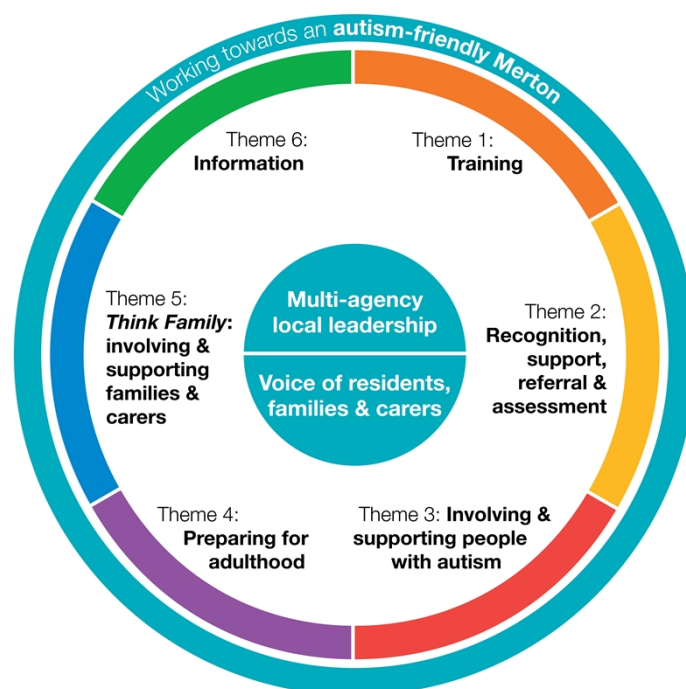 Working towards an autism-friendly Merton
Theme 1:
Training
Theme 2:
Recognition,
support,
referral &
assessment
Theme 3: Involving &
supporting people
with autism
Theme 4:
Preparing for
adulthood
Theme 5:
Think Family:
involving &
supporting
families &
carers
Theme 6:
Information
Multi-agency
local leadership
Voice of residents,
families & carers